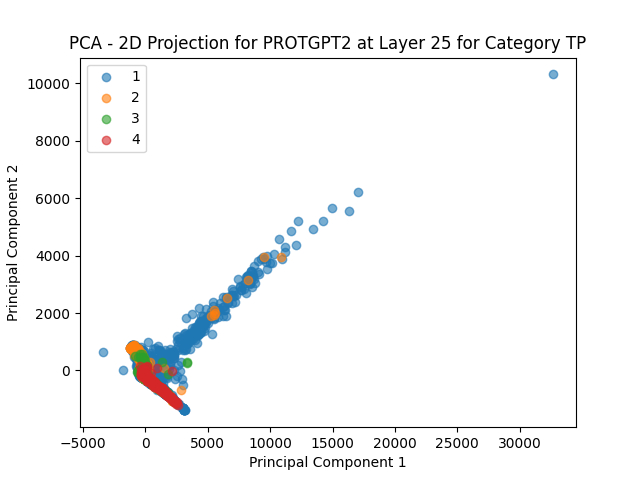 PCA - 2D Projection for PROTGPT2 at Layer 25 for Category TP
1
2
3
4
10000
8000
6000
4000
2000
0
Principal Component 2
−5000 0 5000 10000 15000 20000 25000 30000
Principal Component 1